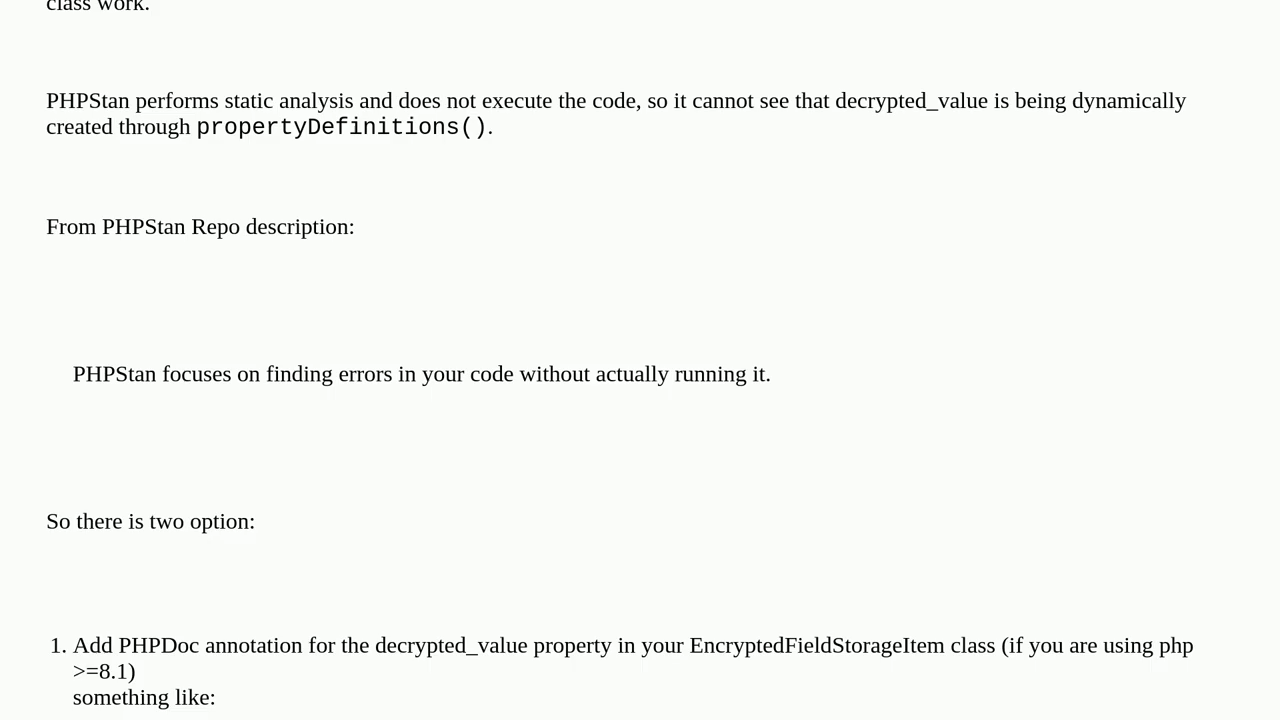 class work.
PHPStan performs static analysis and does not execute the code, so it cannot see that decrypted_value is being dynamically
created through propertyDefinitions().
From PHPStan Repo description:
PHPStan focuses on finding errors in your code without actually running it.
So there is two option:
1. Add PHPDoc annotation for the decrypted_value property in your EncryptedFieldStorageItem class (if you are using php
>=8.1)
something like: